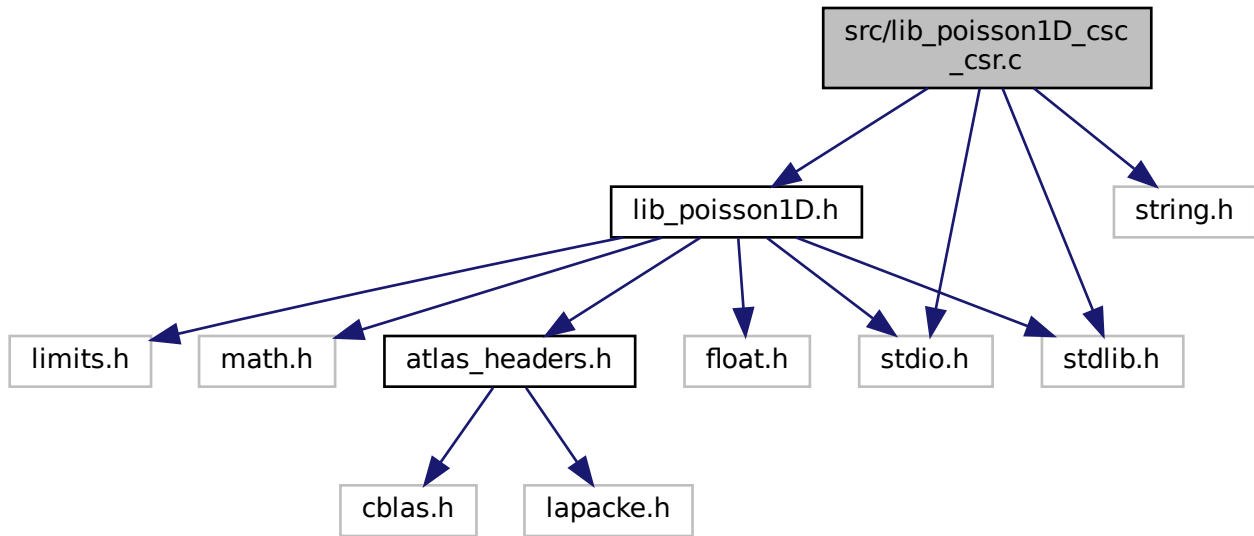 src/lib_poisson1D_csc
_csr.c
lib_poisson1D.h
string.h
limits.h
math.h
atlas_headers.h
float.h
stdio.h
stdlib.h
cblas.h
lapacke.h